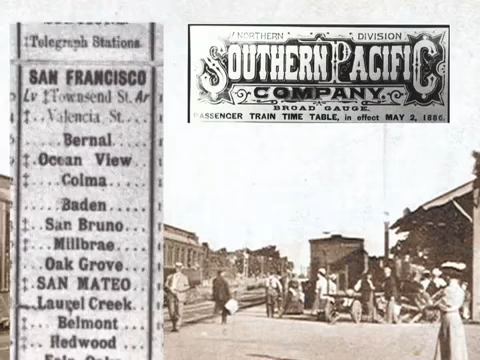 ‡Telegraph Stations.
SAN FRANCISCO
Lv ‡Townsend St. Ar
‡..Valencia St....
Bernal
‡..Ocean View..
‡....Colma.....
Baden
‡..San Bruno...
‡...Millbrae....
Oak Grove..
‡..SAN MATEO..
Laurel Creek..
‡...Belmont
‡..Redwood
Fair Oaks
NORTHERN DIVISION
SOUTHERN PACIFIC
COMPANY.
BROAD GAUGE.
PASSENGER TRAIN TIME TABLE, in effect MAY 2, 1886.